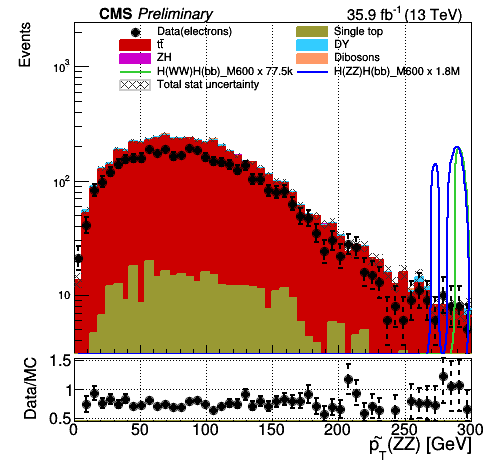 CMS Preliminary 35.9 fb⁻¹ (13 TeV)
Data(electrons) Single top
tt̄ DY
ZH Dibosons
H(WW)H(bb)_M600 x 77.5k H(ZZ)H(bb)_M600 x 1.8M
Total stat uncertainty
Events
10³
10²
10
Data/MC
1.5
1
0.5
0 50 100 150 200 250 300
p̃_T (ZZ) [GeV]